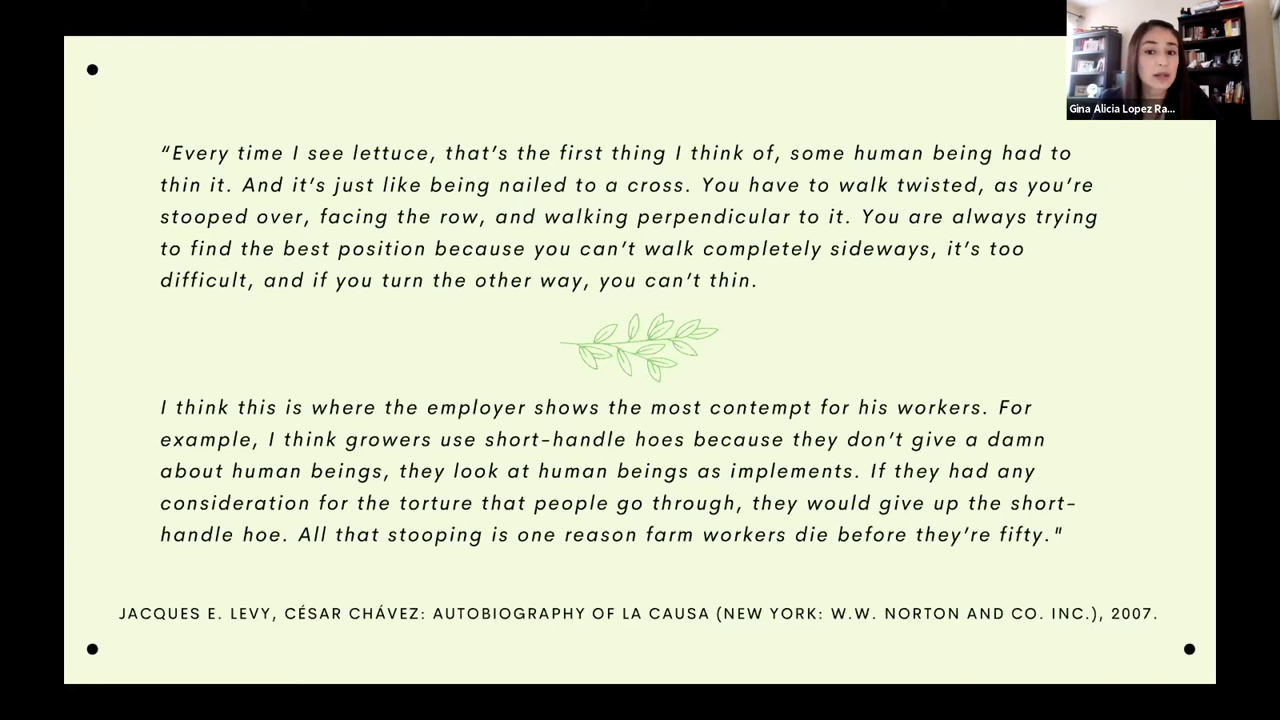 Gina Alicia Lopez Ra...
“Every time I see lettuce, that’s the first thing I think of, some human being had to
thin it. And it’s just like being nailed to a cross. You have to walk twisted, as you’re
stooped over, facing the row, and walking perpendicular to it. You are always trying
to find the best position because you can’t walk completely sideways, it’s too
difficult, and if you turn the other way, you can’t thin.
I think this is where the employer shows the most contempt for his workers. For
example, I think growers use short-handle hoes because they don’t give a damn
about human beings, they look at human beings as implements. If they had any
consideration for the torture that people go through, they would give up the short-
handle hoe. All that stooping is one reason farm workers die before they’re fifty."
JACQUES E. LEVY, CÉSAR CHÁVEZ: AUTOBIOGRAPHY OF LA CAUSA (NEW YORK: W.W. NORTON AND CO. INC.), 2007.